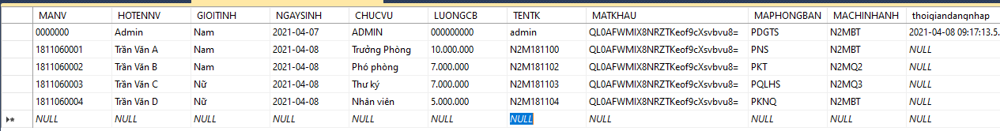 MANV HOTENNV GIOITINH NGAYSINH CHUCVU LUONGCB TENTK MATKHAU MAPHONGBAN MACHINHANH thoigiandangnhap
0000000 Admin Nam 2021-04-07 ADMIN 000000000 admin QL0AFWMIX8NRZTKeof9cXsvbvu8= PDGTS N2MBT 2021-04-08 09:17:13.5.
1811060001 Trần Văn A Nam 2021-04-08 Trưởng Phòng 10.000.000 N2M181100 QL0AFWMIX8NRZTKeof9cXsvbvu8= PNS N2MBT NULL
1811060002 Trần Văn B Nam 2021-04-08 Phó phòng 7.000.000 N2M181102 QL0AFWMIX8NRZTKeof9cXsvbvu8= PKT N2MQ2 NULL
1811060003 Trần Văn C Nữ 2021-04-08 Thư ký 7.000.000 N2M181103 QL0AFWMIX8NRZTKeof9cXsvbvu8= PQLHS N2MQ3 NULL
1811060004 Trần Văn D Nữ 2021-04-08 Nhân viên 5.000.000 N2M181104 QL0AFWMIX8NRZTKeof9cXsvbvu8= PKNQ N2MBT NULL
NULL NULL NULL NULL NULL NULL NULL NULL NULL NULL NULL